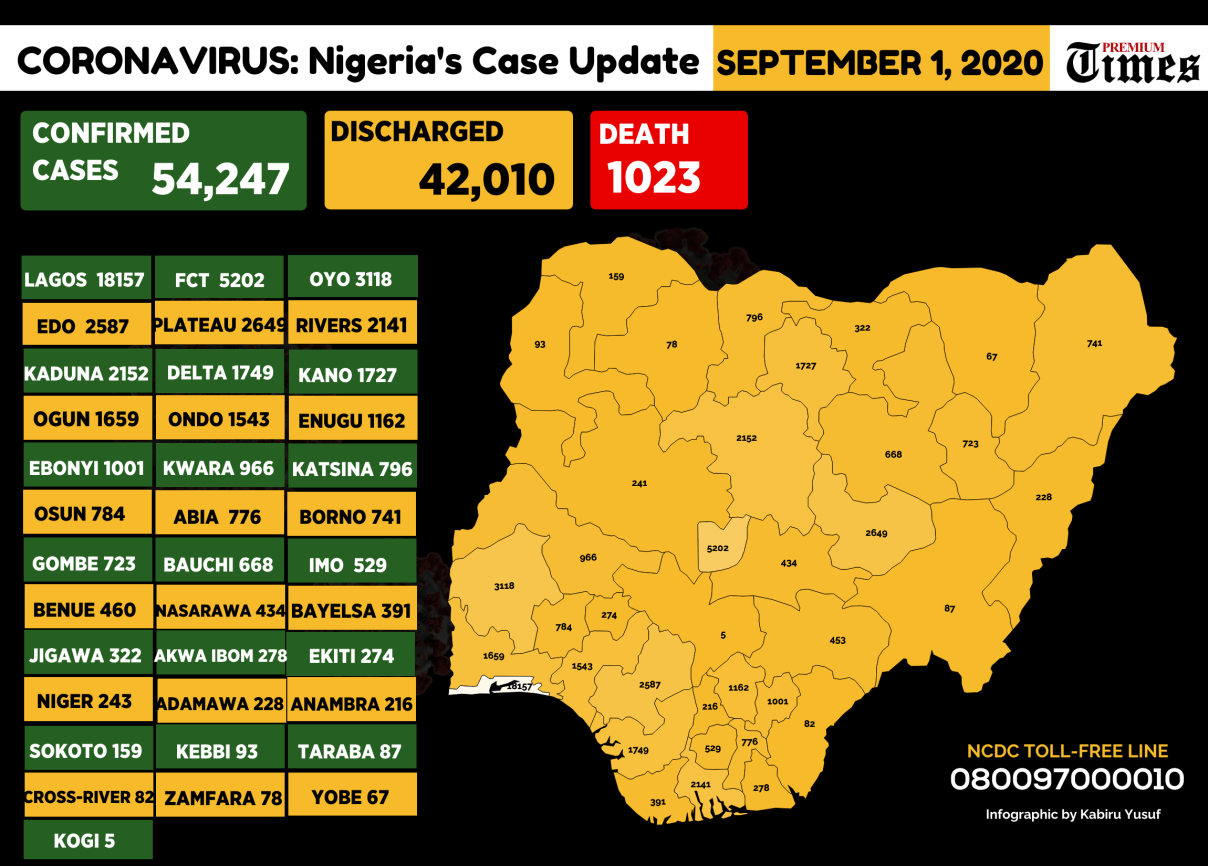 CORONAVIRUS: Nigeria's Case Update SEPTEMBER 1, 2020 PREMIUM Times
CONFIRMED CASES 54,247
DISCHARGED 42,010
DEATH 1023
LAGOS 18157 FCT 5202 OYO 3118
EDO 2587 PLATEAU 2649 RIVERS 2141
KADUNA 2152 DELTA 1749 KANO 1727
OGUN 1659 ONDO 1543 ENUGU 1162
EBONYI 1001 KWARA 966 KATSINA 796
OSUN 784 ABIA 776 BORNO 741
GOMBE 723 BAUCHI 668 IMO 529
BENUE 460 NASARAWA 434 BAYELSA 391
JIGAWA 322 AKWA IBOM 278 EKITI 274
NIGER 243 ADAMAWA 228 ANAMBRA 216
SOKOTO 159 KEBBI 93 TARABA 87
CROSS-RIVER 82 ZAMFARA 78 YOBE 67
KOGI 5
159
796
322
93
78
67
741
1727
2152
723
668
241
228
2649
5202
966
434
3118
87
274
784
5
453
1659
1543
2587
1162
18157
216
1001
82
1749
529
776
2141
278
391
NCDC TOLL-FREE LINE
080097000010
Infographic by Kabiru Yusuf